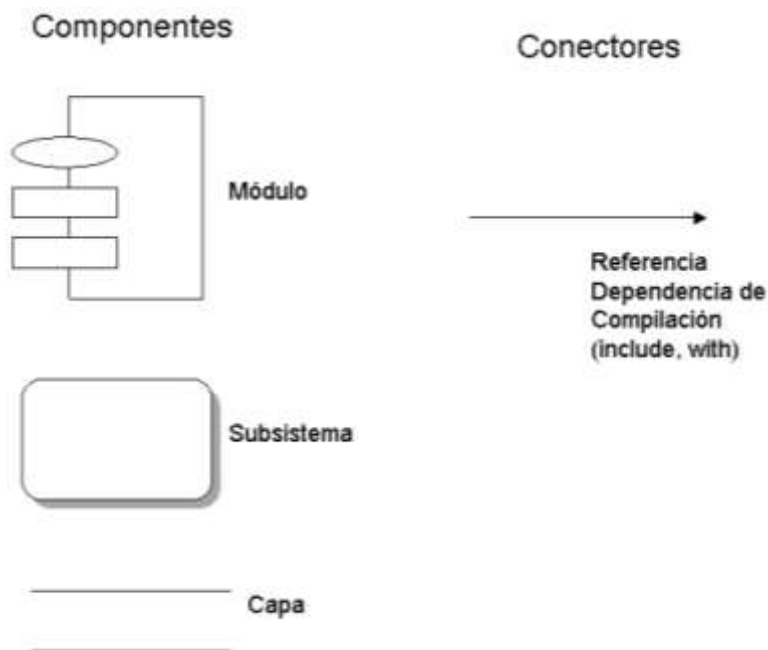 Componentes
Conectores
Módulo
Referencia
Dependencia de
Compilación
(include, with)
Subsistema
Capa